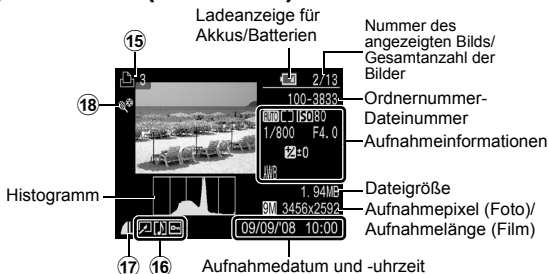 Ladeanzeige für
Akkus/Batterien
Nummer des
angezeigten Bilds/
Gesamtanzahl der
Bilder
15
3
2/13
18
100-3833
Ordnernummer-
Dateinummer
AUTO ISO 80
1/800 F4.0
±0
AWB
Aufnahmeinformationen
Histogramm
1.94MB
Dateigröße
9M 3456x2592
Aufnahmepixel (Foto)/
Aufnahmelänge (Film)
09/09/'08 10:00
17
16
Aufnahmedatum und -uhrzeit